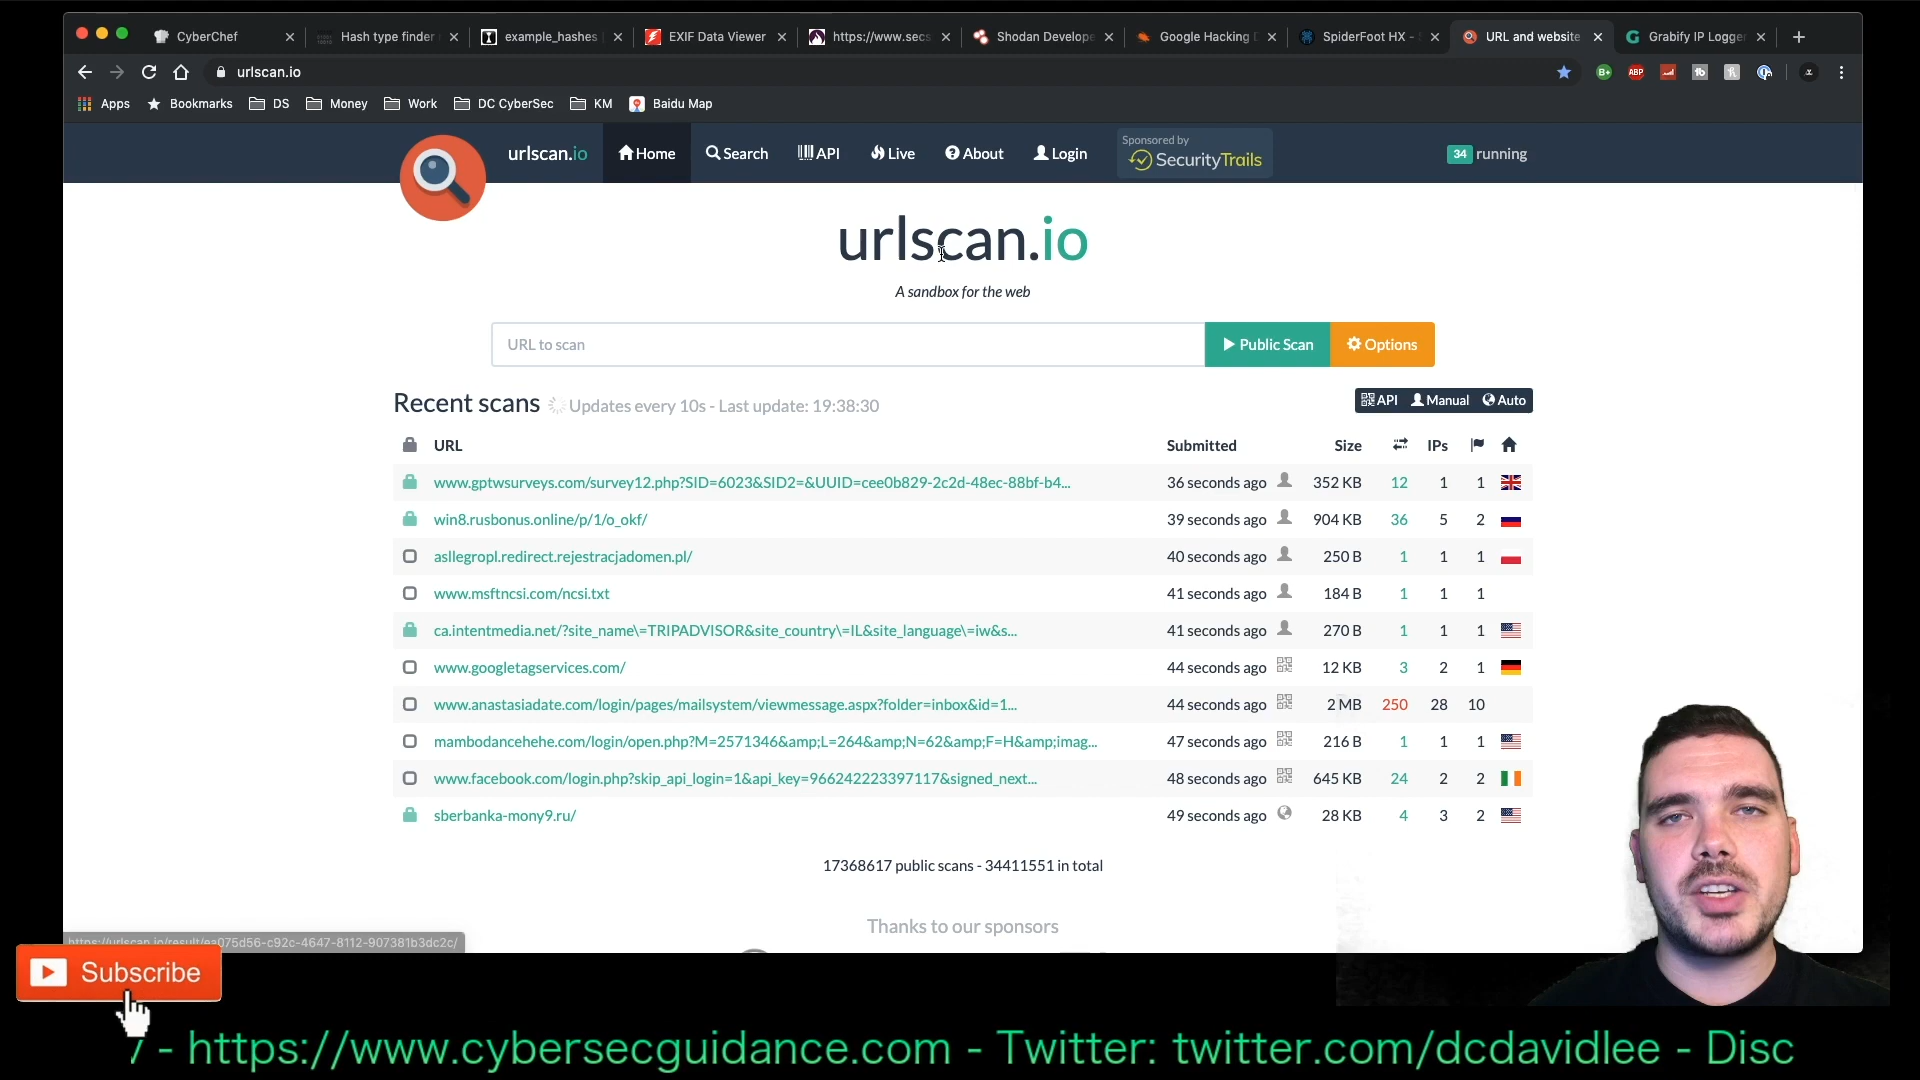 CyberChef
Hash type finder
example_hashes
EXIF Data Viewer
https://www.secs
Shodan Develope
Google Hacking D
SpiderFoot HX -
URL and website
Grabify IP Logger
urlscan.io
Apps
Bookmarks
DS
Money
Work
DC CyberSec
KM
Baidu Map
urlscan.io
Home
Search
API
Live
About
Login
Sponsored by
SecurityTrails
34 running
urlscan.io
A sandbox for the web
URL to scan
Public Scan
Options
Recent scans Updates every 10s - Last update: 19:38:30
API Manual Auto
URL Submitted Size IPs
www.gptwsurveys.com/survey12.php?SID=6023&SID2=&UUID=cee0b829-2c2d-48ec-88bf-b4... 36 seconds ago 352 KB 12 1 1
win8.rusbonus.online/p/1/o_okf/ 39 seconds ago 904 KB 36 5 2
asllegropl.redirect.rejestracjadomen.pl/ 40 seconds ago 250 B 1 1 1
www.msftncsi.com/ncsi.txt 41 seconds ago 184 B 1 1 1
ca.intentmedia.net/?site_name\=TRIPADVISOR&site_country\=IL&site_language\=iw&s... 41 seconds ago 270 B 1 1 1
www.googletagservices.com/ 44 seconds ago 12 KB 3 2 1
www.anastasiadate.com/login/pages/mailsystem/viewmessage.aspx?folder=inbox&id=1... 44 seconds ago 2 MB 250 28 10
mambodancehehe.com/login/open.php?M=2571346&amp;L=264&amp;N=62&amp;F=H&amp;imag... 47 seconds ago 216 B 1 1 1
www.facebook.com/login.php?skip_api_login=1&api_key=966242223397117&signed_next... 48 seconds ago 645 KB 24 2 2
sberbanka-mony9.ru/ 49 seconds ago 28 KB 4 3 2
17368617 public scans - 34411551 in total
Thanks to our sponsors
https://urlscan.io/result/ea075d56-c92c-4647-8112-907381b3dc2c/
Subscribe
- https://www.cybersecguidance.com - Twitter: twitter.com/dcdavidlee - Disc